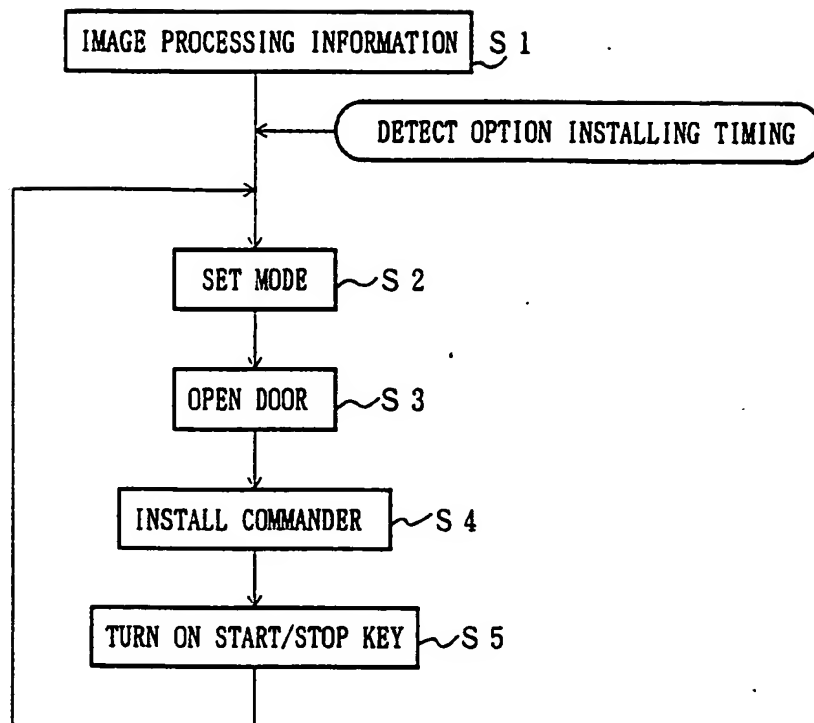 IMAGE PROCESSING INFORMATION S 1
DETECT OPTION INSTALLING TIMING
SET MODE S 2
OPEN DOOR S 3
INSTALL COMMANDER S 4
TURN ON START/STOP KEY S 5